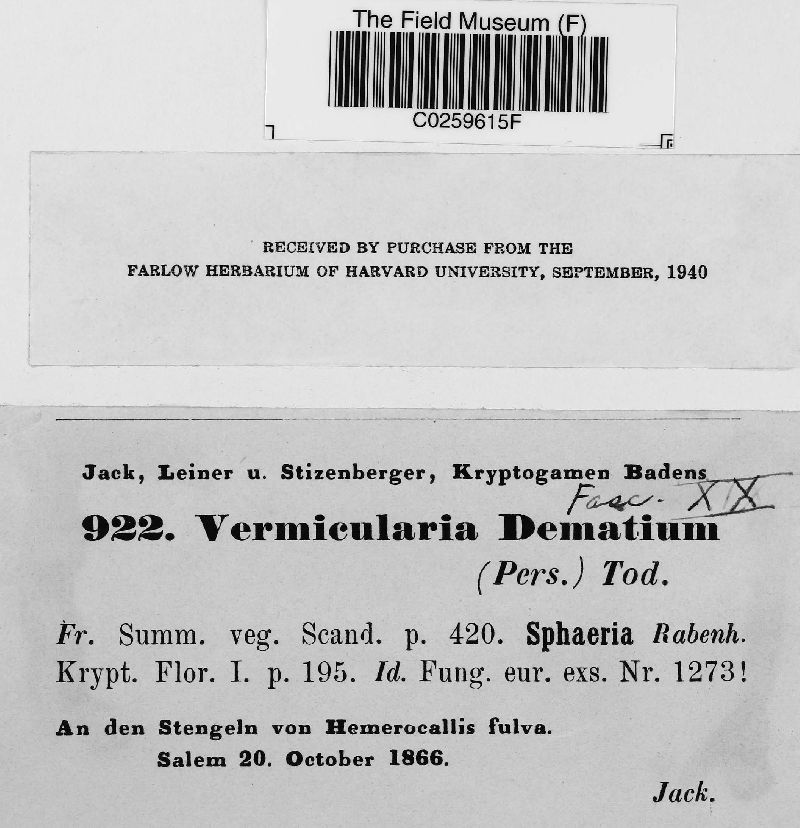 The Field Museum (F)
C0259615F
RECEIVED BY PURCHASE FROM THE
FARLOW HERBARIUM OF HARVARD UNIVERSITY, SEPTEMBER, 1940
Jack, Leiner u. Stizenberger, Kryptogamen Badens
Fasc. XIX
922. Vermicularia Dematium
(Pers.) Tod.
Fr. Summ. veg. Scand. p. 420. Sphaeria Rabenh.
Krypt. Flor. I. p. 195. Id. Fung. eur. exs. Nr. 1273!
An den Stengeln von Hemerocallis fulva.
Salem 20. October 1866.
Jack.